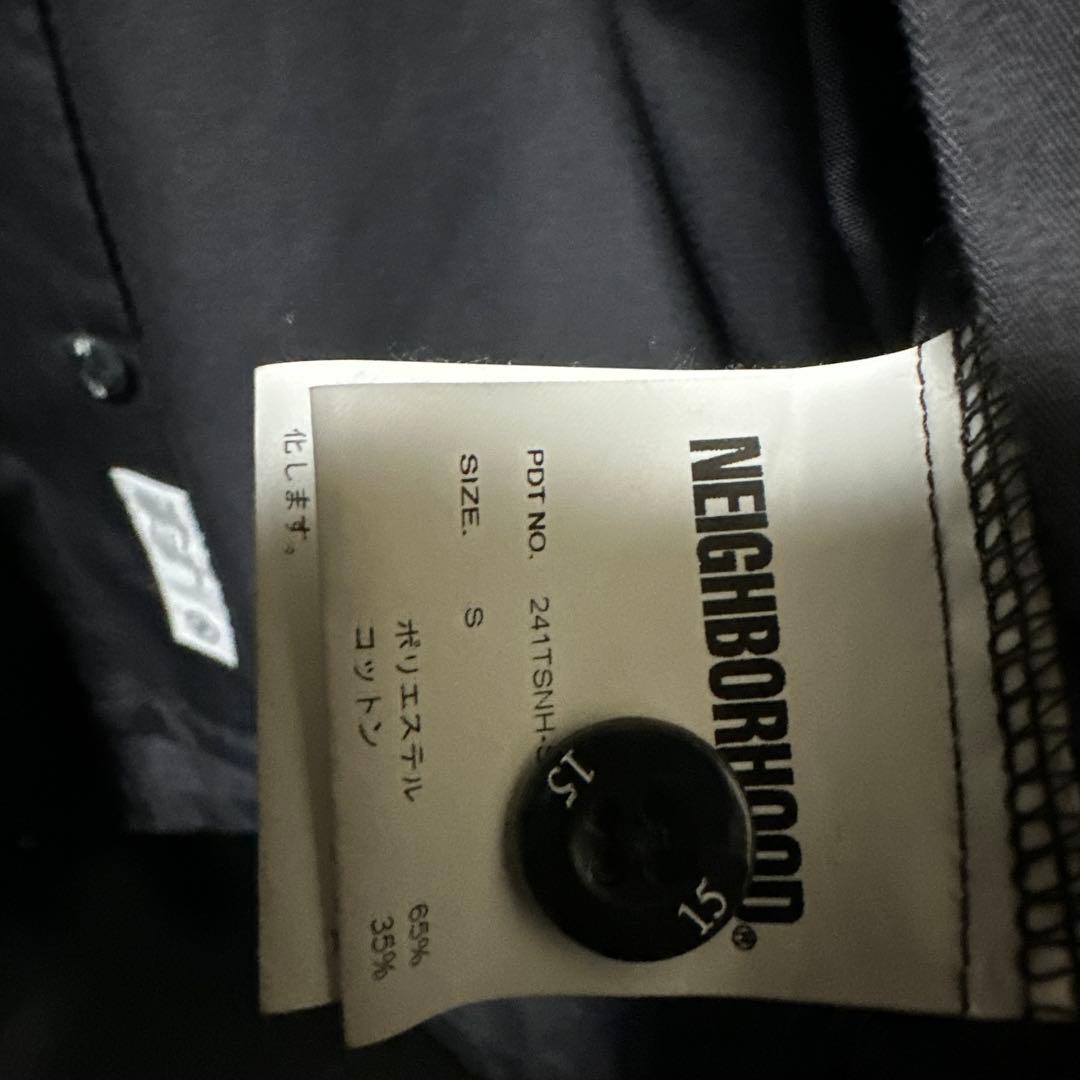 NEIGHBORHOOD®
PDT NO. 241TSNH-S
SIZE. S
ポリエステル 65%
コットン 35%
化します。
15
15